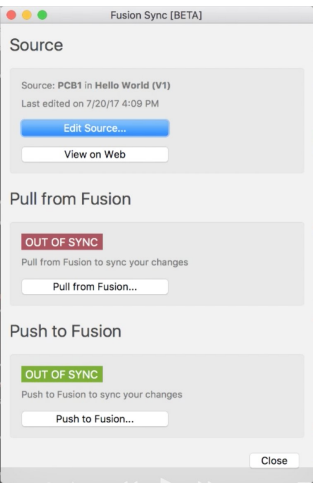 Fusion Sync [BETA]
Source
Source: PCB1 in Hello World (V1)
Last edited on 7/20/17 4:09 PM
Edit Source...
View on Web
Pull from Fusion
OUT OF SYNC
Pull from Fusion to sync your changes
Pull from Fusion...
Push to Fusion
OUT OF SYNC
Push to Fusion to sync your changes
Push to Fusion...
Close